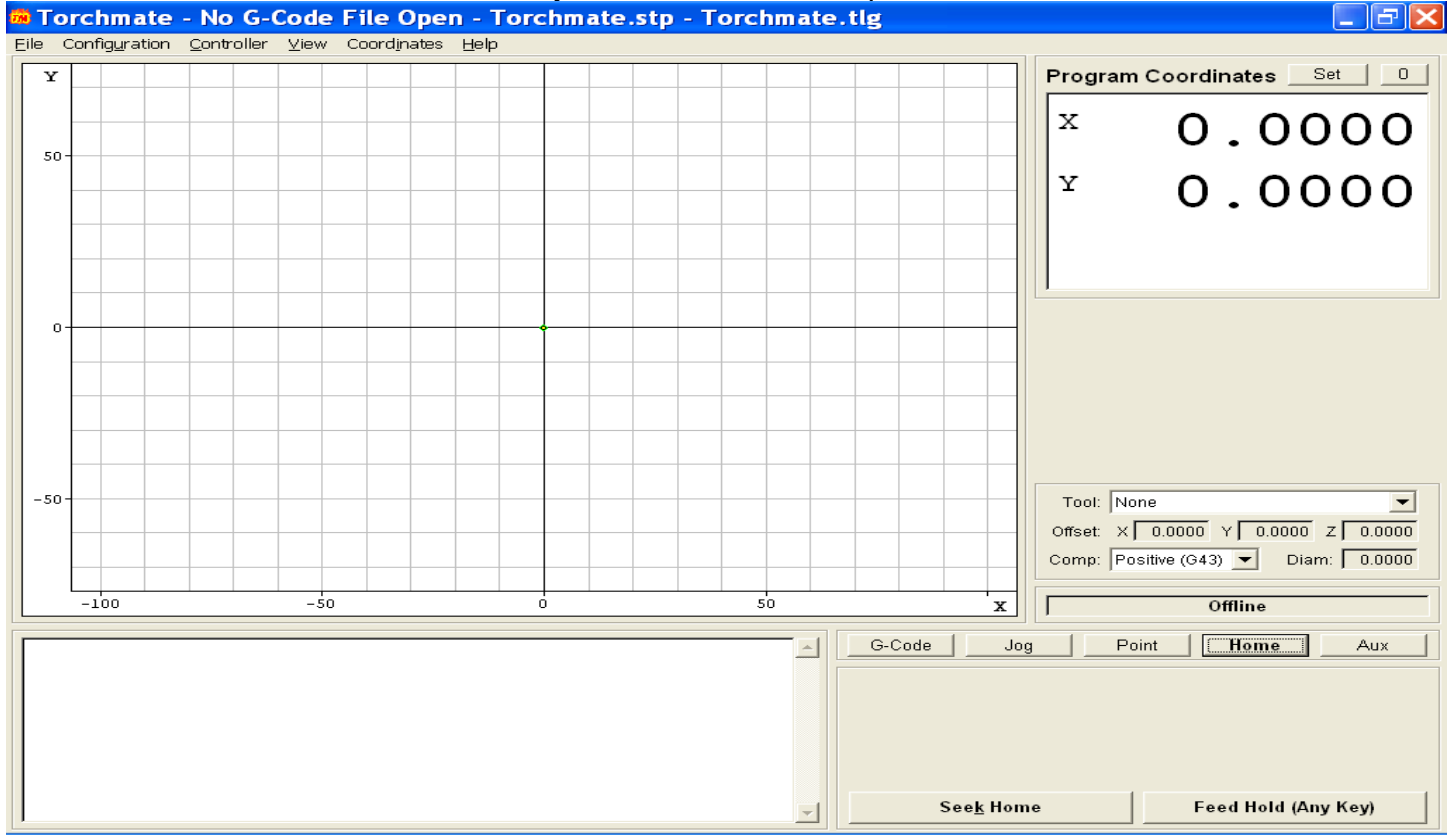 Torchmate - No G-Code File Open - Torchmate.stp - Torchmate.tlg
File Configuration Controller View Coordinates Help
Y
50
0
-50
-100 -50 0 50 X
Program Coordinates Set 0
X 0.0000
Y 0.0000
Tool: None
Offset: X 0.0000 Y 0.0000 Z 0.0000
Comp: Positive (G43) Diam: 0.0000
Offline
G-Code Jog Point Home Aux
Seek Home Feed Hold (Any Key)